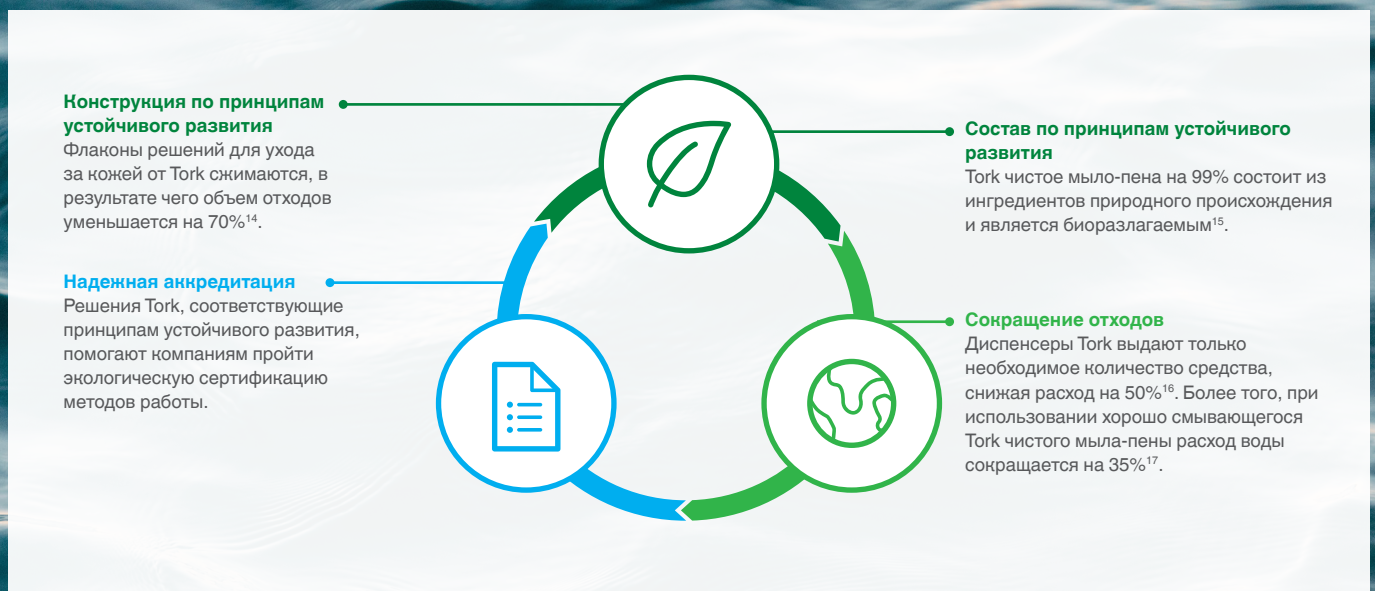 Конструкция по принципам
устойчивого развития
Флаконы решений для ухода
за кожей от Tork сжимаются, в
результате чего объем отходов
уменьшается на 70%¹⁴.
Надежная аккредитация
Решения Tork, соответствующие
принципам устойчивого развития,
помогают компаниям пройти
экологическую сертификацию
методов работы.
Состав по принципам устойчивого
развития
Tork чистое мыло-пена на 99% состоит из
ингредиентов природного происхождения
и является биоразлагаемым¹⁵.
Сокращение отходов
Диспенсеры Tork выдают только
необходимое количество средства,
снижая расход на 50%¹⁶. Более того, при
использовании хорошо смывающегося
Tork чистого мыла-пены расход воды
сокращается на 35%¹⁷.